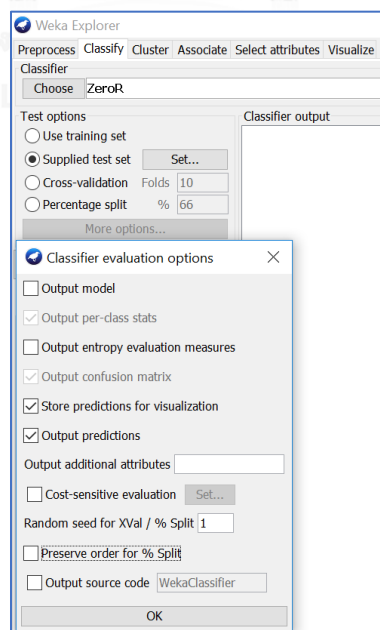 Weka Explorer
Preprocess Classify Cluster Associate Select attributes Visualize
Classifier
Choose ZeroR
Test options
Classifier output
Use training set
Supplied test set Set...
Cross-validation Folds 10
Percentage split % 66
More options...
Classifier evaluation options
Output model
Output per-class stats
Output entropy evaluation measures
Output confusion matrix
Store predictions for visualization
Output predictions
Output additional attributes
Cost-sensitive evaluation Set...
Random seed for XVal / % Split 1
Preserve order for % Split
Output source code WekaClassifier
OK